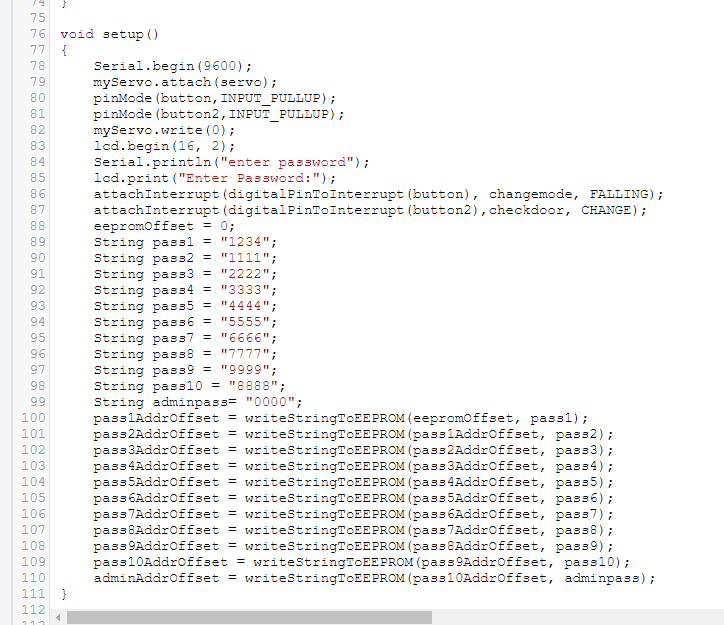 74 }
75
76 void setup()
77 {
78 Serial.begin(9600);
79 myServo.attach(servo);
80 pinMode(button,INPUT_PULLUP);
81 pinMode(button2,INPUT_PULLUP);
82 myServo.write(0);
83 lcd.begin(16, 2);
84 Serial.println("enter password");
85 lcd.print("Enter Password:");
86 attachInterrupt(digitalPinToInterrupt(button), changemode, FALLING);
87 attachInterrupt(digitalPinToInterrupt(button2),checkdoor, CHANGE);
88 eepromOffset = 0;
89 String pass1 = "1234";
90 String pass2 = "1111";
91 String pass3 = "2222";
92 String pass4 = "3333";
93 String pass5 = "4444";
94 String pass6 = "5555";
95 String pass7 = "6666";
96 String pass8 = "7777";
97 String pass9 = "9999";
98 String pass10 = "8888";
99 String adminpass= "0000";
100 pass1AddrOffset = writeStringToEEPROM(eepromOffset, pass1);
101 pass2AddrOffset = writeStringToEEPROM(pass1AddrOffset, pass2);
102 pass3AddrOffset = writeStringToEEPROM(pass2AddrOffset, pass3);
103 pass4AddrOffset = writeStringToEEPROM(pass3AddrOffset, pass4);
104 pass5AddrOffset = writeStringToEEPROM(pass4AddrOffset, pass5);
105 pass6AddrOffset = writeStringToEEPROM(pass5AddrOffset, pass6);
106 pass7AddrOffset = writeStringToEEPROM(pass6AddrOffset, pass7);
107 pass8AddrOffset = writeStringToEEPROM(pass7AddrOffset, pass8);
108 pass9AddrOffset = writeStringToEEPROM(pass8AddrOffset, pass9);
109 pass10AddrOffset = writeStringToEEPROM(pass9AddrOffset, pass10);
110 adminAddrOffset = writeStringToEEPROM(pass10AddrOffset, adminpass);
111 }
112